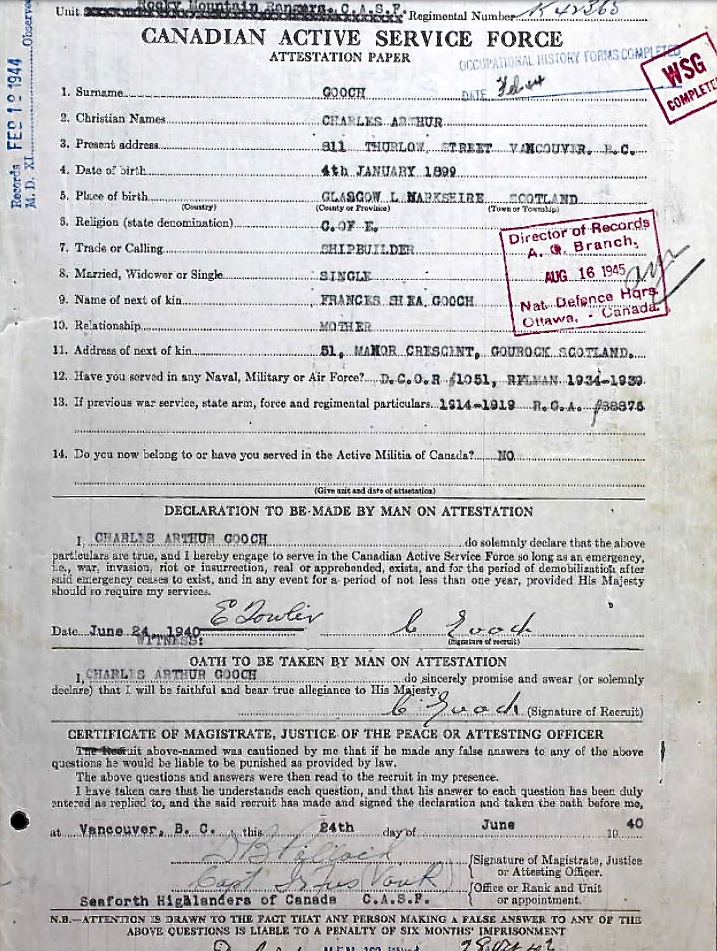 Unit Rocky Mountain Rangers. C.A.S.F. Regimental Number K 42365
CANADIAN ACTIVE SERVICE FORCE
ATTESTATION PAPER
OCCUPATIONAL HISTORY FORMS COMPLETED
DATE Feb 44
WSG
COMPLETE
Records FEB 12 1944 Observed
M. D. XI.
1. Surname GOOCH
2. Christian Names CHARLES ARTHUR
3. Present address 811 THURLOW, STREET VANCOUVER. B.C.
4. Date of birth 4th JANUARY 1899
5. Place of birth GLASGOW L NARKSHIRE SCOTLAND
(Country) (County or Province) (Town or Township)
6. Religion (state denomination) C.OF E.
7. Trade or Calling SHIPBUILDER
8. Married, Widower or Single SINGLE
9. Name of next of kin FRANCES SHEA GOOCH
10. Relationship MOTHER
11. Address of next of kin 51, MANOR CRESCENT, GOUROCK SCOTLAND.
12. Have you served in any Naval, Military or Air Force? D.C.O.R #1051, RFLMAN 1934-1939
13. If previous war service, state arm, force and regimental particulars 1914-1919 R.G.A. #38876
Director of Records
A. G. Branch,
AUG 16 1945
Nat. Defence Hqrs.
Ottawa, - Canada.
14. Do you now belong to or have you served in the Active Militia of Canada? NO
(Give unit and date of attestation)
DECLARATION TO BE MADE BY MAN ON ATTESTATION
I, CHARLES ARTHUR GOOCH do solemnly declare that the above
particulars are true, and I hereby engage to serve in the Canadian Active Service Force so long as an emergency,
i.e., war, invasion, riot or insurrection, real or apprehended, exists, and for the period of demobilization after
said emergency ceases to exist, and in any event for a period of not less than one year, provided His Majesty
should so require my services.
E Towler
Date June 24, 1940 C Gooch
WITNESS: (Signature of recruit)
OATH TO BE TAKEN BY MAN ON ATTESTATION
I, CHARLES ARTHUR GOOCH do sincerely promise and swear (or solemnly
declare) that I will be faithful and bear true allegiance to His Majesty.
C Gooch (Signature of Recruit)
CERTIFICATE OF MAGISTRATE, JUSTICE OF THE PEACE OR ATTESTING OFFICER
The Recruit above-named was cautioned by me that if he made any false answers to any of the above
questions he would be liable to be punished as provided by law.
The above questions and answers were then read to the recruit in my presence.
I have taken care that he understands each question, and that his answer to each question has been duly
entered as replied to, and the said recruit has made and signed the declaration and taken the oath before me,
at Vancouver, B. C. this 24th day of June 19 40
(Signature of Magistrate, Justice
or Attesting Officer.
Capt
(Office or Rank and Unit
or appointment.
Seaforth Highlanders of Canada C.A.S.F.
N.B.—ATTENTION IS DRAWN TO THE FACT THAT ANY PERSON MAKING A FALSE ANSWER TO ANY OF THE
ABOVE QUESTIONS IS LIABLE TO A PENALTY OF SIX MONTHS' IMPRISONMENT